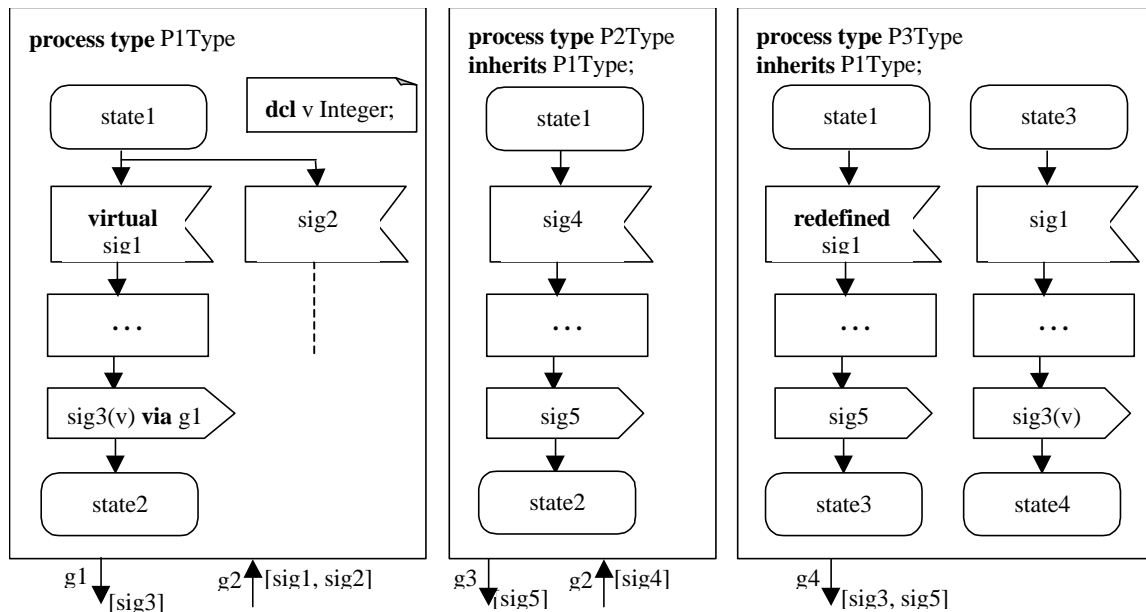 process type P1Type
dcl v Integer;
state1
virtual
sig1
sig2
...
sig3(v) via g1
state2
g1
[sig3]
g2
[sig1, sig2]
process type P2Type
inherits P1Type;
state1
sig4
...
sig5
state2
g3
[sig5]
g2
[sig4]
process type P3Type
inherits P1Type;
state1
state3
redefined
sig1
sig1
...
...
sig5
sig3(v)
state3
state4
g4
[sig3, sig5]